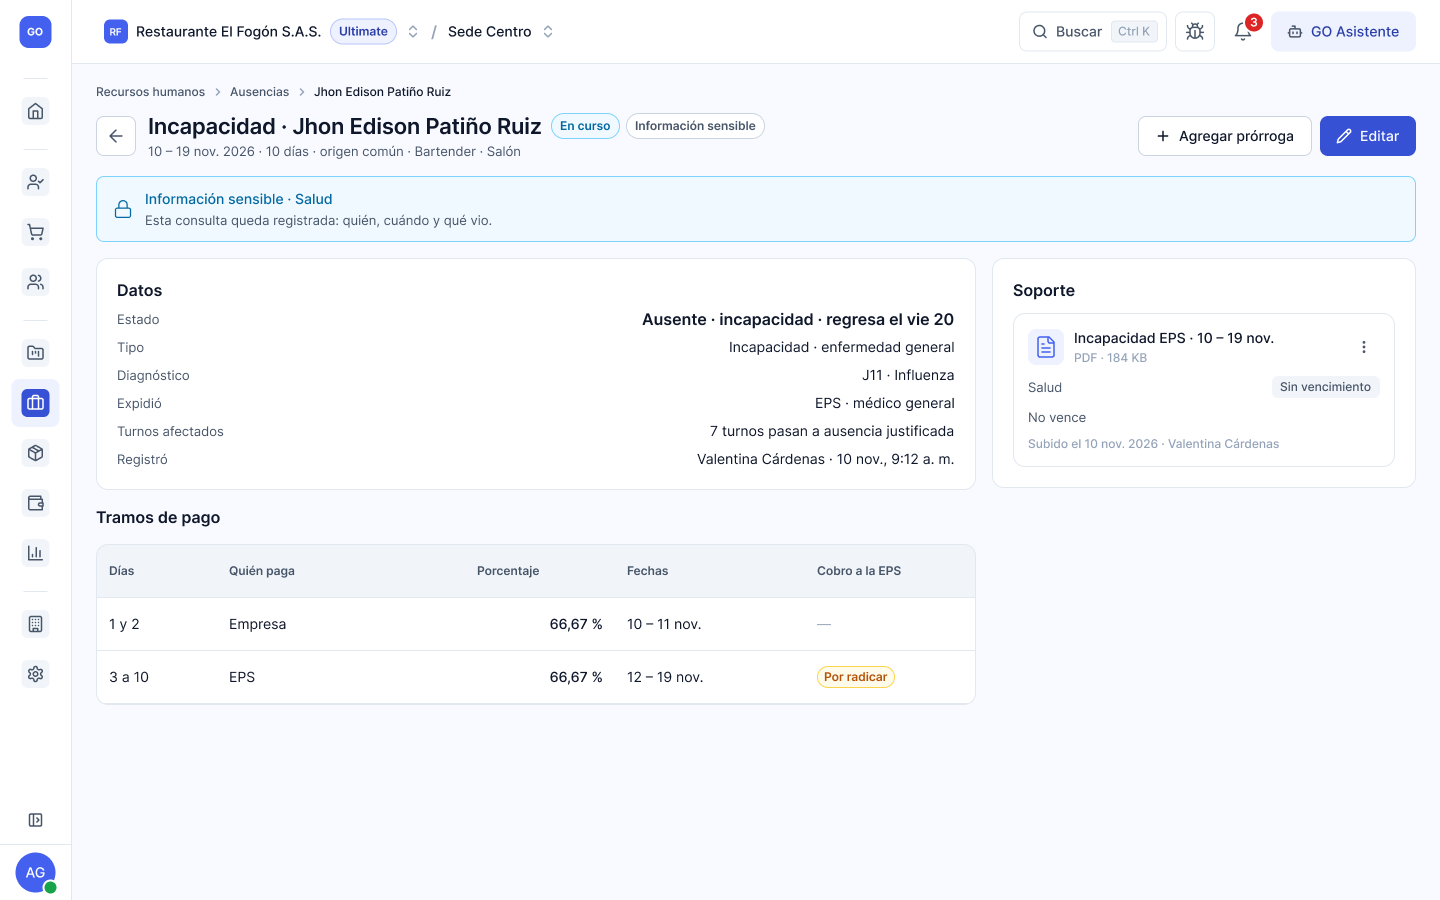 GO
RF Restaurante El Fogón S.A.S. Ultimate / Sede Centro
Buscar Ctrl K
3
GO Asistente
Recursos humanos > Ausencias > Jhon Edison Patiño Ruiz
Incapacidad · Jhon Edison Patiño Ruiz En curso Información sensible
10 – 19 nov. 2026 · 10 días · origen común · Bartender · Salón
Agregar prórroga
Editar
Información sensible · Salud
Esta consulta queda registrada: quién, cuándo y qué vio.
Datos
Estado Ausente · incapacidad · regresa el vie 20
Tipo Incapacidad · enfermedad general
Diagnóstico J11 · Influenza
Expidió EPS · médico general
Turnos afectados 7 turnos pasan a ausencia justificada
Registró Valentina Cárdenas · 10 nov., 9:12 a. m.
Soporte
Incapacidad EPS · 10 – 19 nov.
PDF · 184 KB
Salud Sin vencimiento
No vence
Subido el 10 nov. 2026 · Valentina Cárdenas
Tramos de pago
Días Quién paga Porcentaje Fechas Cobro a la EPS
1 y 2 Empresa 66,67 % 10 – 11 nov. —
3 a 10 EPS 66,67 % 12 – 19 nov. Por radicar
AG